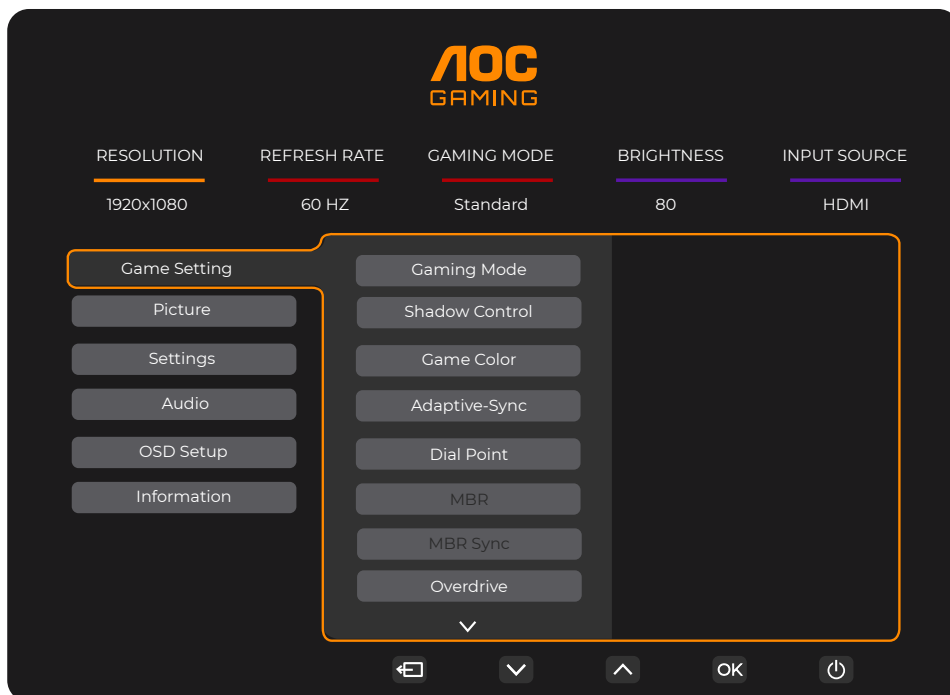 AOC
GAMING
RESOLUTION REFRESH RATE GAMING MODE BRIGHTNESS INPUT SOURCE
1920x1080 60 HZ Standard 80 HDMI
Game Setting
Picture
Settings
Audio
OSD Setup
Information
Gaming Mode
Shadow Control
Game Color
Adaptive-Sync
Dial Point
MBR
MBR Sync
Overdrive
OK